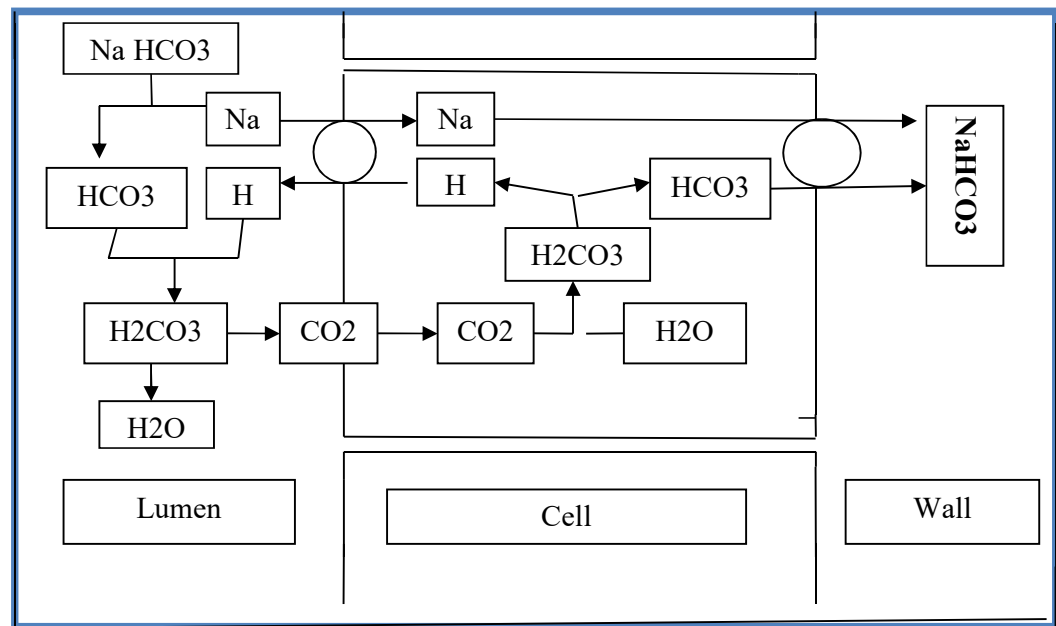 Na HCO3
Na
Na
NaHCO3
HCO3
H
H
HCO3
H2CO3
H2CO3
CO2
CO2
H2O
H2O
Lumen
Cell
Wall